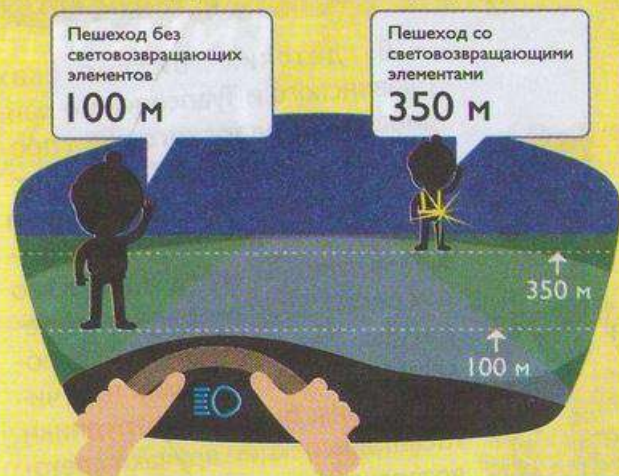 Пешеход без
световозвращающих
элементов
100 м
Пешеход со
световозвращающими
элементами
350 м
350 м
100 м